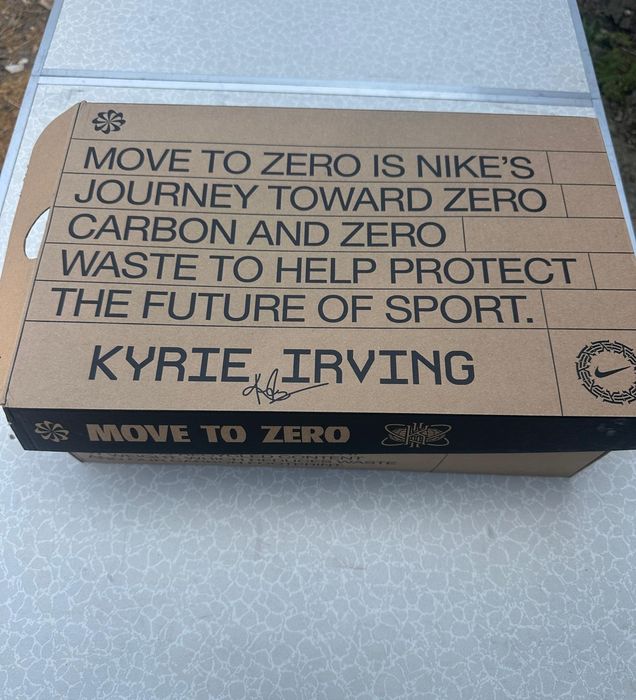 MOVE TO ZERO IS NIKE'S
JOURNEY TOWARD ZERO
CARBON AND ZERO
WASTE TO HELP PROTECT
THE FUTURE OF SPORT.
KYRIE IRVING
MOVE TO ZERO